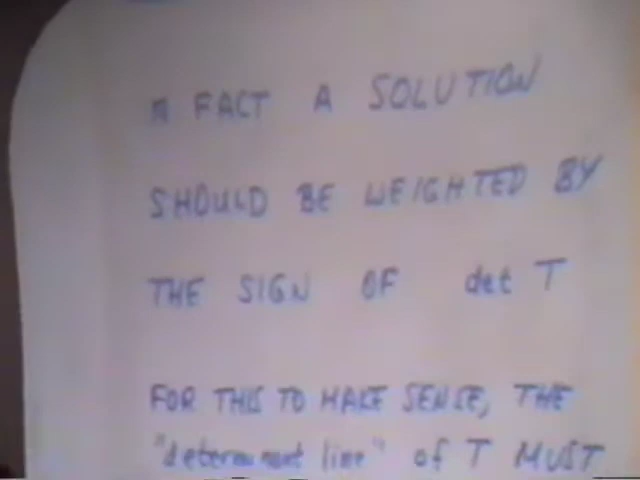 IN FACT A SOLUTION
SHOULD BE WEIGHTED BY
THE SIGN OF det T
FOR THIS TO MAKE SENSE, THE
"determinant line" of T MUST